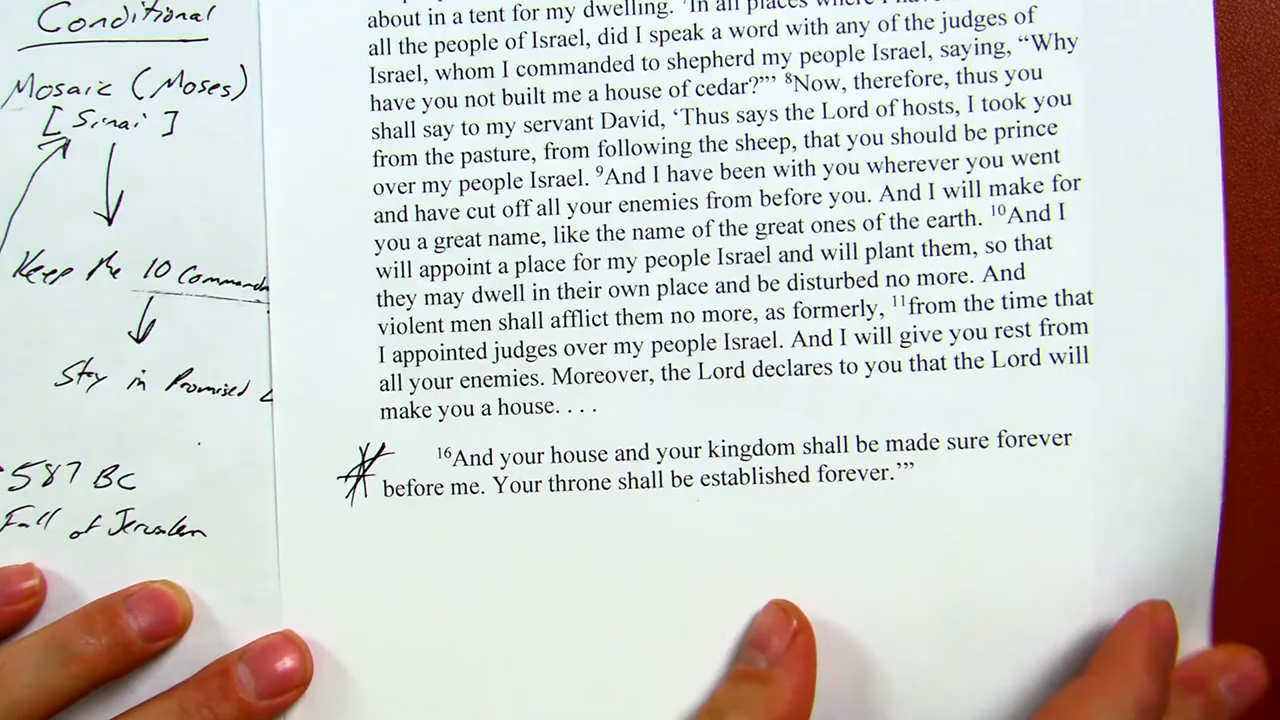 Conditional
Mosaic (Moses)
[Sinai]
Keep the 10 Command
Stay in Promised L
587 BC
Fall of Jerusalem
about in a tent for my dwelling. ⁷In all places where I have
all the people of Israel, did I speak a word with any of the judges of
Israel, whom I commanded to shepherd my people Israel, saying, “Why
have you not built me a house of cedar?”’ ⁸Now, therefore, thus you
shall say to my servant David, ‘Thus says the Lord of hosts, I took you
from the pasture, from following the sheep, that you should be prince
over my people Israel. ⁹And I have been with you wherever you went
and have cut off all your enemies from before you. And I will make for
you a great name, like the name of the great ones of the earth. ¹⁰And I
will appoint a place for my people Israel and will plant them, so that
they may dwell in their own place and be disturbed no more. And
violent men shall afflict them no more, as formerly, ¹¹from the time that
I appointed judges over my people Israel. And I will give you rest from
all your enemies. Moreover, the Lord declares to you that the Lord will
make you a house. . . .
¹⁶And your house and your kingdom shall be made sure forever
before me. Your throne shall be established forever.’”